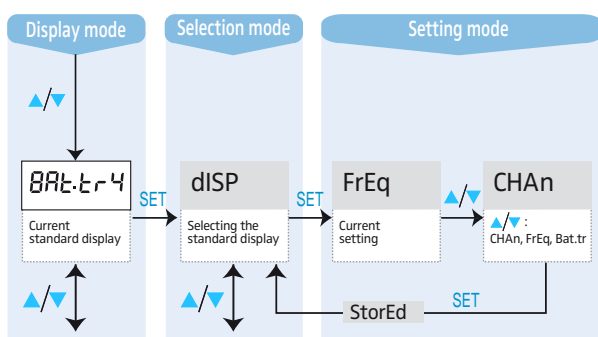 Display mode
Selection mode
Setting mode
▲/▼
BAt.tr4
SET
dISP
SET
FrEq
▲/▼
CHAn
Current
standard display
Selecting the
standard display
Current
setting
▲/▼ :
CHAn, FrEq, Bat.tr
▲/▼
▲/▼
StorEd
SET